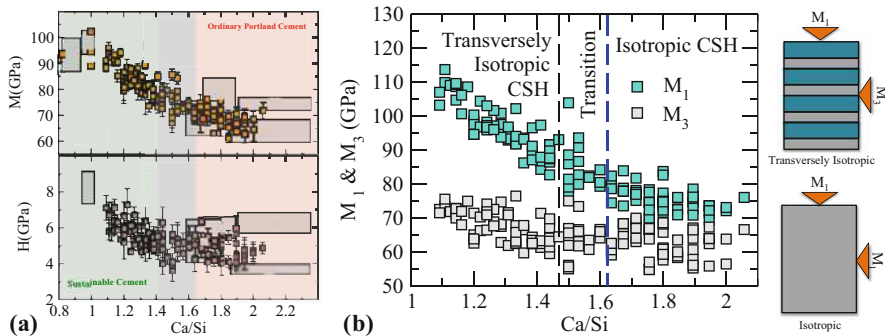 Ordinary Portland Cement
M(GPa)
100
90
80
70
60
H(GPa)
8
6
4
2
Sustainable Cement
0.8
1
1.2
1.4
1.6
1.8
2
2.2
Ca/Si
(a)
M1 & M3 (GPa)
130
120
110
100
90
80
70
60
50
Transversely
Isotropic
CSH
Transition
Isotropic CSH
M1
M3
1
1.2
1.4
1.6
1.8
2
Ca/Si
(b)
M1
M3
Transversely Isotropic
M1
M1
Isotropic